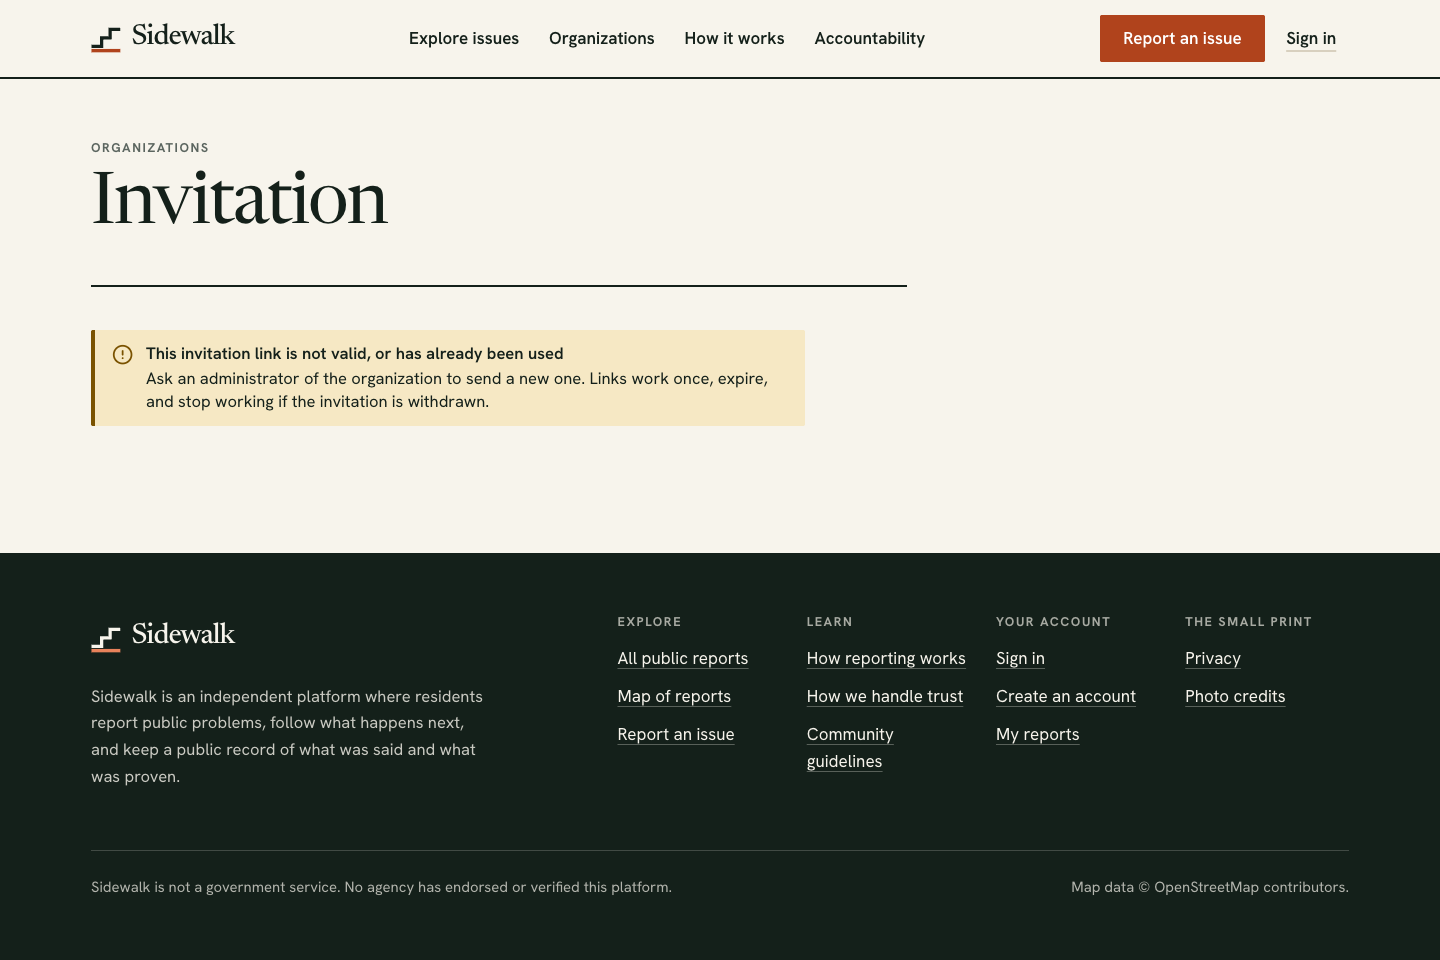 Sidewalk
Explore issues
Organizations
How it works
Accountability
Report an issue
Sign in
ORGANIZATIONS
Invitation
This invitation link is not valid, or has already been used
Ask an administrator of the organization to send a new one. Links work once, expire,
and stop working if the invitation is withdrawn.
Sidewalk
Sidewalk is an independent platform where residents
report public problems, follow what happens next,
and keep a public record of what was said and what
was proven.
EXPLORE
All public reports
Map of reports
Report an issue
LEARN
How reporting works
How we handle trust
Community
guidelines
YOUR ACCOUNT
Sign in
Create an account
My reports
THE SMALL PRINT
Privacy
Photo credits
Sidewalk is not a government service. No agency has endorsed or verified this platform.
Map data © OpenStreetMap contributors.